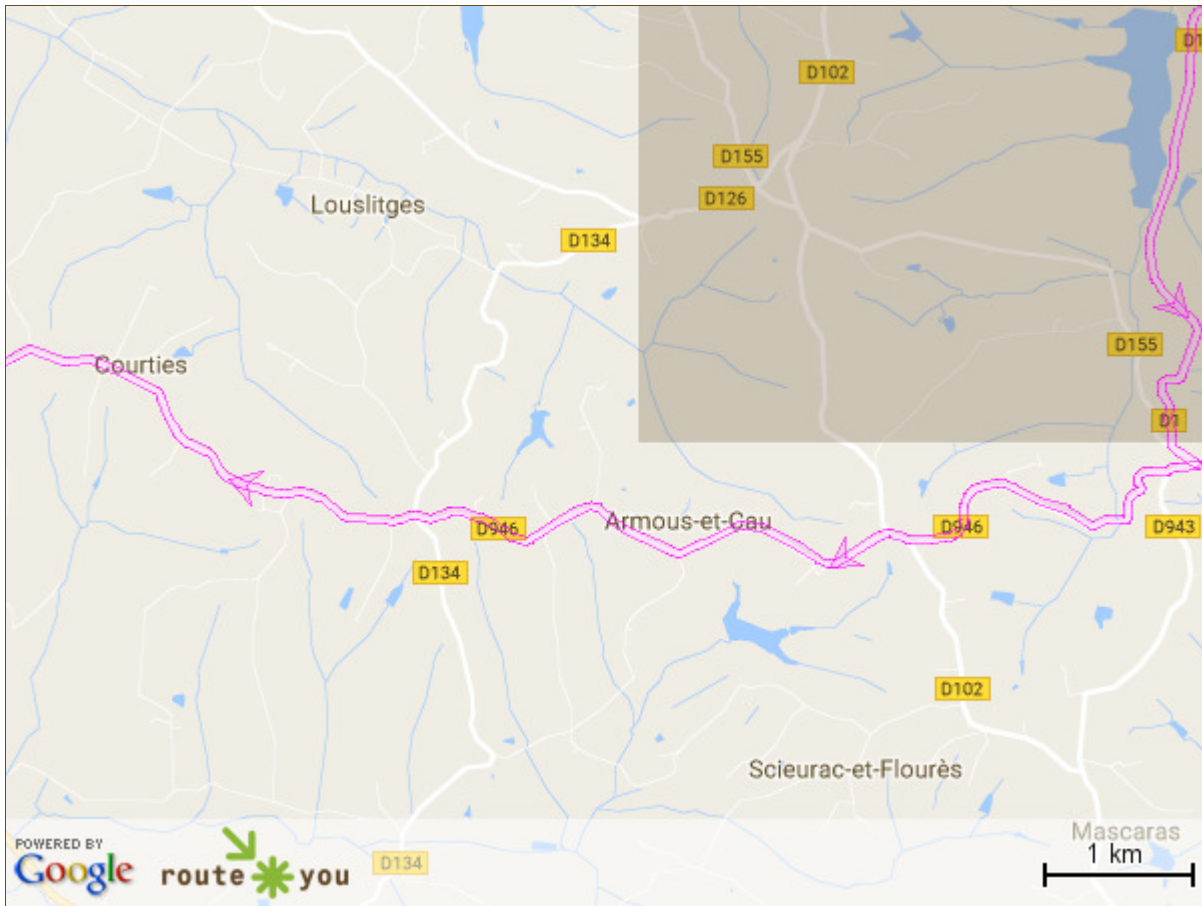 D1
D102
D155
D126
Louslitges
D134
D155
Courties
D1
D946
Armous-et-Cau
D946
D943
D134
D102
Scieurac-et-Flourès
Mascaras
POWERED BY
Google
route you
D134
1 km